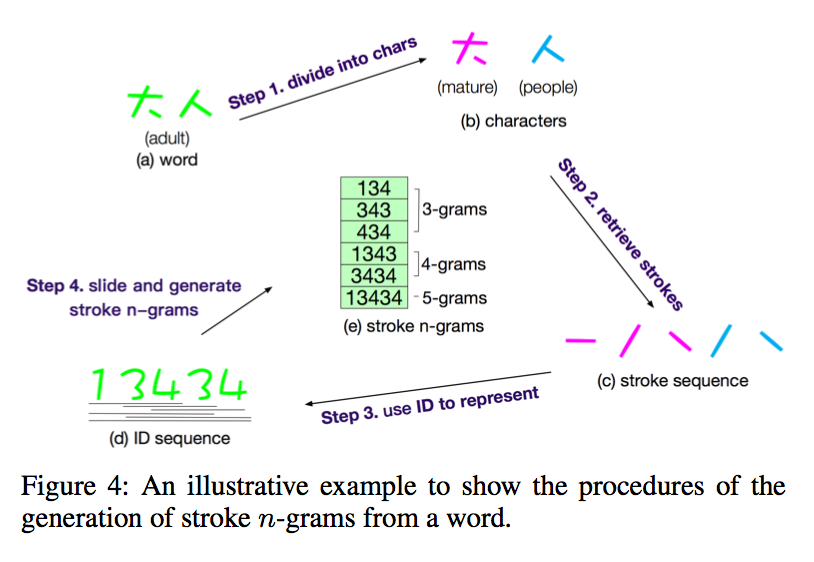 大人
(adult)
(a) word
Step 1. divide into chars
大 人
(mature) (people)
(b) characters
Step 2. retrieve strokes
(c) stroke sequence
Step 3. use ID to represent
13434
(d) ID sequence
Step 4. slide and generate
stroke n-grams
134
343
434
3-grams
1343
3434
4-grams
13434
5-grams
(e) stroke n-grams
Figure 4: An illustrative example to show the procedures of the
generation of stroke n-grams from a word.